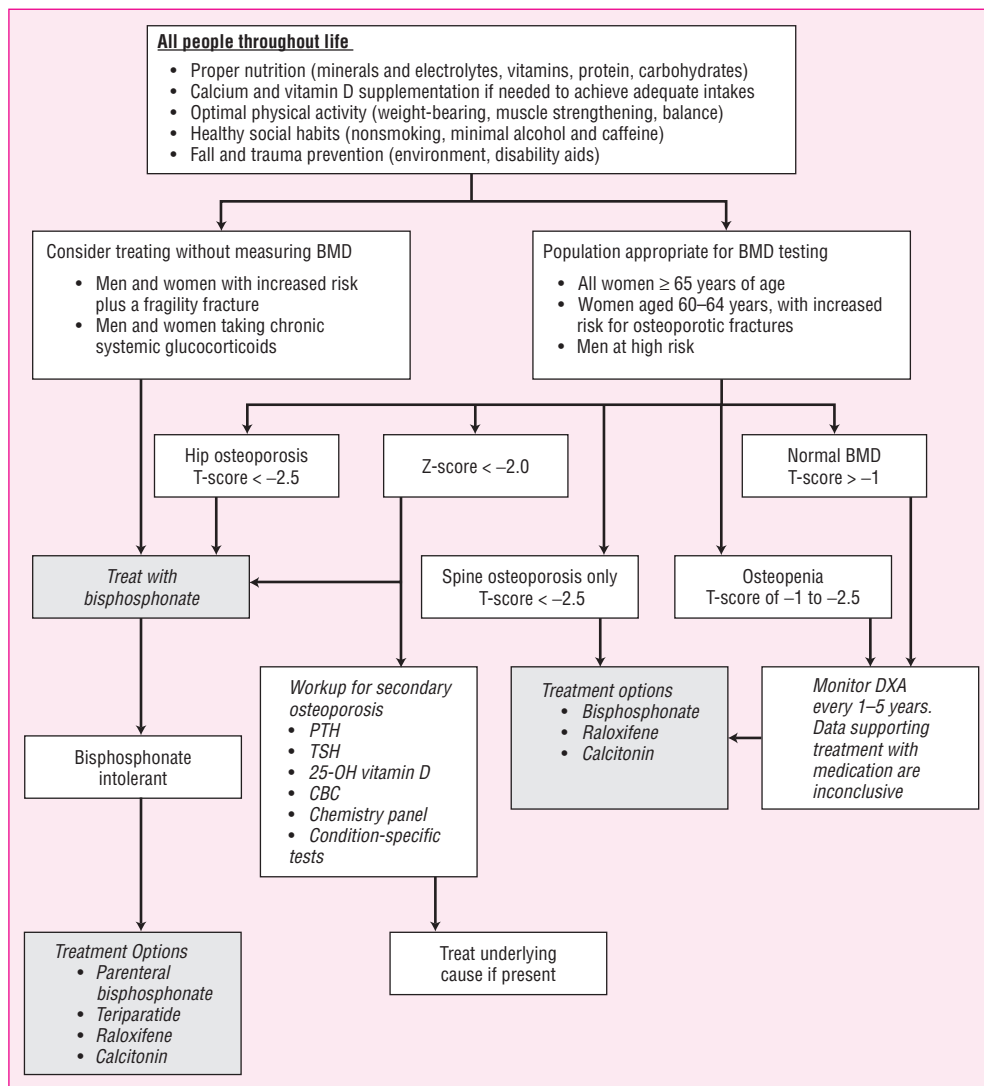 All people throughout life
• Proper nutrition (minerals and electrolytes, vitamins, protein, carbohydrates)
• Calcium and vitamin D supplementation if needed to achieve adequate intakes
• Optimal physical activity (weight-bearing, muscle strengthening, balance)
• Healthy social habits (nonsmoking, minimal alcohol and caffeine)
• Fall and trauma prevention (environment, disability aids)
Consider treating without measuring BMD
• Men and women with increased risk
plus a fragility fracture
• Men and women taking chronic
systemic glucocorticoids
Population appropriate for BMD testing
• All women ≥ 65 years of age
• Women aged 60–64 years, with increased
risk for osteoporotic fractures
• Men at high risk
Hip osteoporosis
T-score < –2.5
Z-score < –2.0
Normal BMD
T-score > –1
Treat with
bisphosphonate
Spine osteoporosis only
T-score < –2.5
Osteopenia
T-score of –1 to –2.5
Workup for secondary
osteoporosis
• PTH
• TSH
• 25-OH vitamin D
• CBC
• Chemistry panel
• Condition-specific
tests
Treatment options
• Bisphosphonate
• Raloxifene
• Calcitonin
Monitor DXA
every 1–5 years.
Data supporting
treatment with
medication are
inconclusive
Bisphosphonate
intolerant
Treatment Options
• Parenteral
bisphosphonate
• Teriparatide
• Raloxifene
• Calcitonin
Treat underlying
cause if present